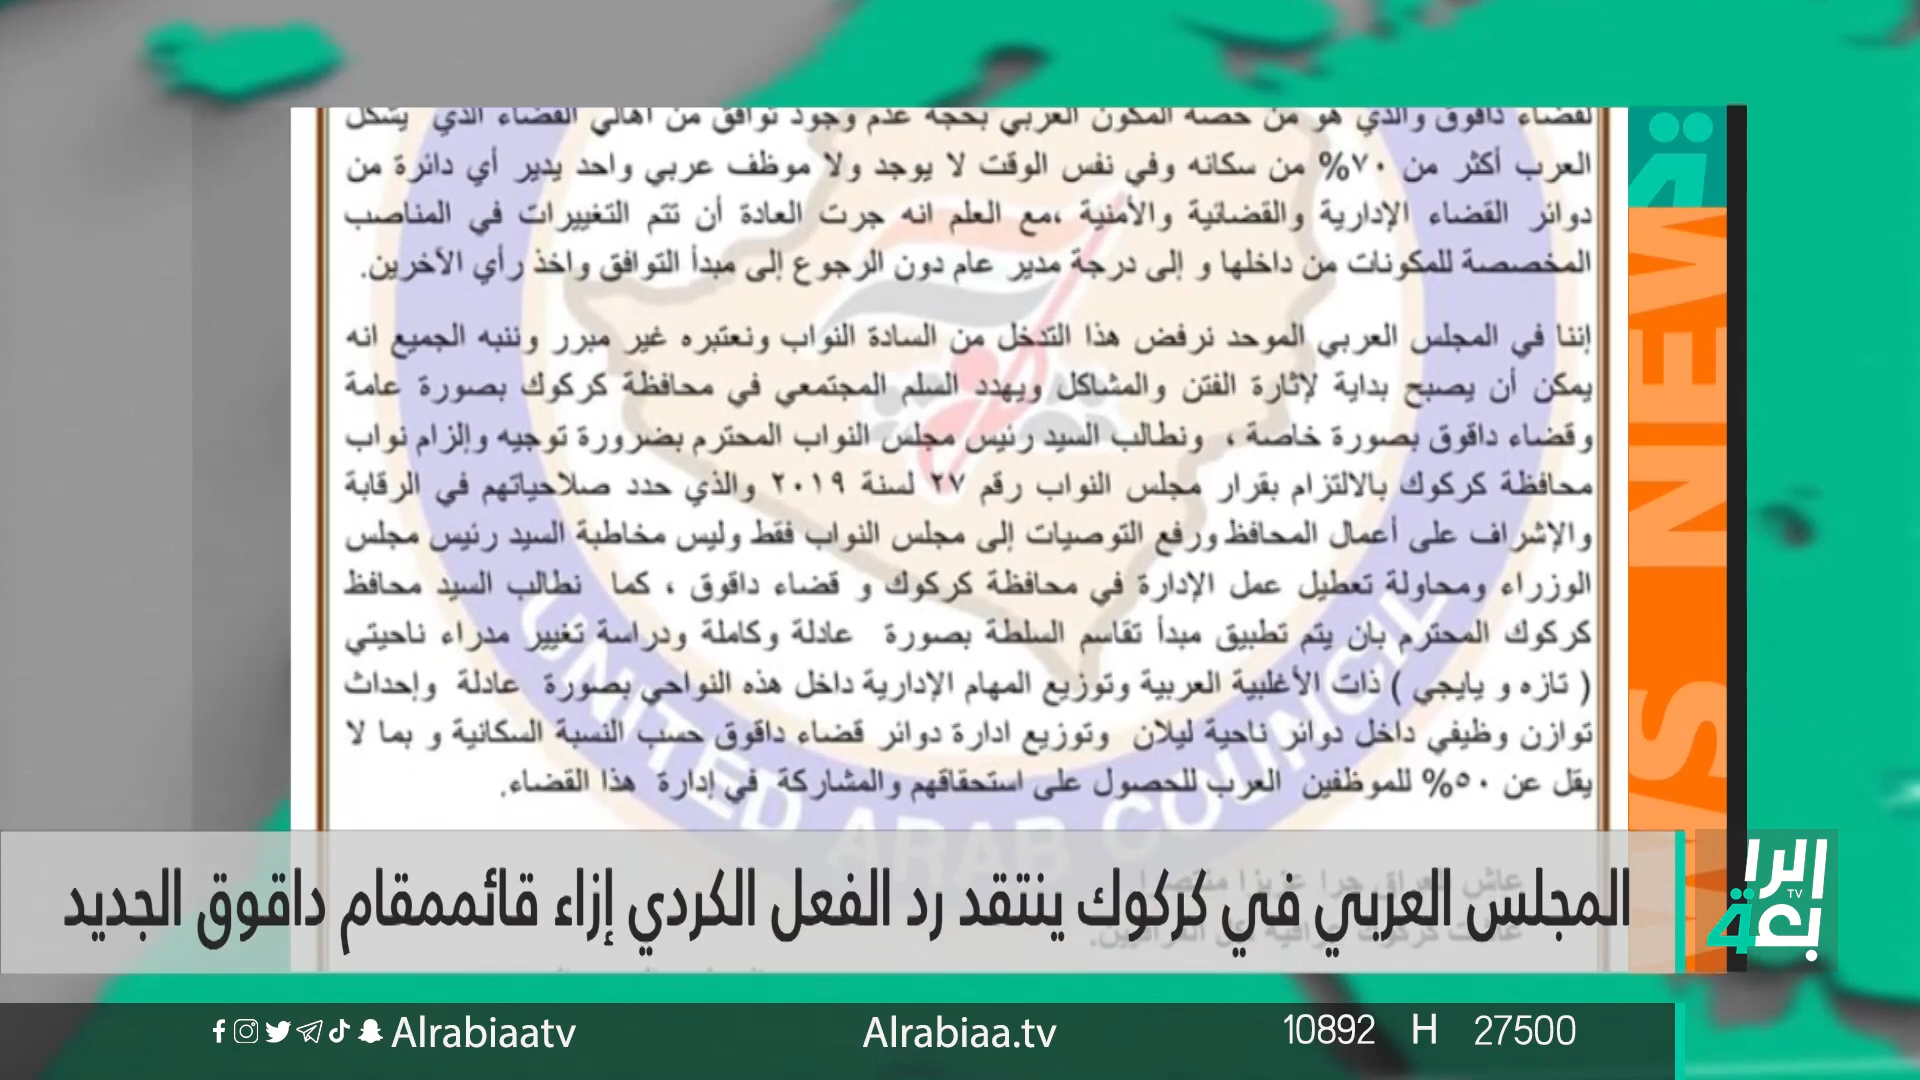 لقضاء داقوق والذي هو من حصة المكون العربي بحجة عدم وجود توافق من اهالي القضاء الذي يشكل
العرب أكثر من ٧٠% من سكانه وفي نفس الوقت لا يوجد ولا موظف عربي واحد يدير أي دائرة من
دوائر القضاء الإدارية والقضائية والأمنية ،مع العلم انه جرت العادة أن تتم التغييرات في المناصب
المخصصة للمكونات من داخلها و إلى درجة مدير عام دون الرجوع إلى مبدأ التوافق واخذ رأي الآخرين.
إننا في المجلس العربي الموحد نرفض هذا التدخل من السادة النواب ونعتبره غير مبرر وننبه الجميع انه
يمكن أن يصبح بداية لإثارة الفتن والمشاكل ويهدد السلم المجتمعي في محافظة كركوك بصورة عامة
وقضاء داقوق بصورة خاصة ، ونطالب السيد رئيس مجلس النواب المحترم بضرورة توجيه وإلزام نواب
محافظة كركوك بالالتزام بقرار مجلس النواب رقم ٢٧ لسنة ٢٠١٩ والذي حدد صلاحياتهم في الرقابة
والإشراف على أعمال المحافظ ورفع التوصيات إلى مجلس النواب فقط وليس مخاطبة السيد رئيس مجلس
الوزراء ومحاولة تعطيل عمل الإدارة في محافظة كركوك و قضاء داقوق ، كما نطالب السيد محافظ
كركوك المحترم بان يتم تطبيق مبدأ تقاسم السلطة بصورة عادلة وكاملة ودراسة تغيير مدراء ناحيتي
( تازه و يايجي ) ذات الأغلبية العربية وتوزيع المهام الإدارية داخل هذه النواحي بصورة عادلة وإحداث
توازن وظيفي داخل دوائر ناحية ليلان وتوزيع ادارة دوائر قضاء داقوق حسب النسبة السكانية و بما لا
يقل عن ٥٠% للموظفين العرب للحصول على استحقاقهم والمشاركة في إدارة هذا القضاء.
UNITED ARAB COUNCIL
NEWS
المجلس العربي في كركوك ينتقد رد الفعل الكردي إزاء قائممقام داقوق الجديد
الرابعة TV
Alrabiaatv
Alrabiaa.tv
10892 H 27500